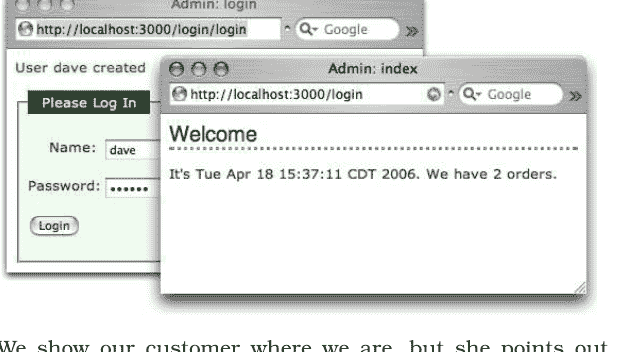 Admin: login
http://localhost:3000/login/login
Google
»
User dave created
Please Log In
Name:
dave
Password:
••••••
Login
Admin: index
http://localhost:3000/login
Google
»
Welcome
It's Tue Apr 18 15:37:11 CDT 2006. We have 2 orders.
We show our customer where we are, but she points out